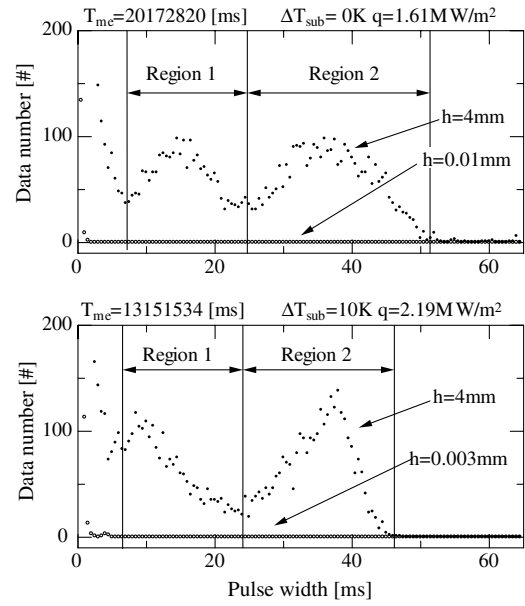 T_me=20172820 [ms] ΔT_sub= 0K q=1.61MW/m²
200
100
0
Data number [#]
Region 1
Region 2
h=4mm
h=0.01mm
0 20 40 60
T_me=13151534 [ms] ΔT_sub=10K q=2.19MW/m²
200
100
0
Data number [#]
Region 1
Region 2
h=4mm
h=0.003mm
0 20 40 60
Pulse width [ms]